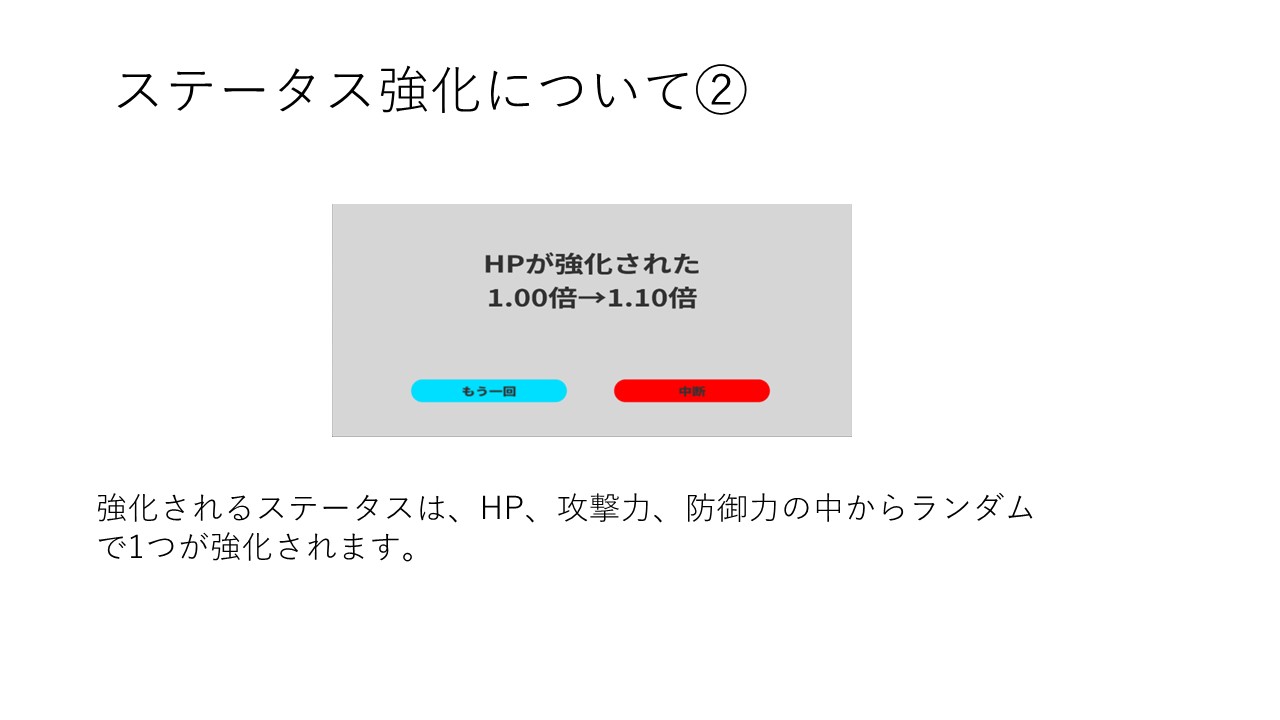 ステータス強化について②
HPが強化された
1.00倍→1.10倍
もう一回
中断
強化されるステータスは、HP、攻撃力、防御力の中からランダム
で1つが強化されます。